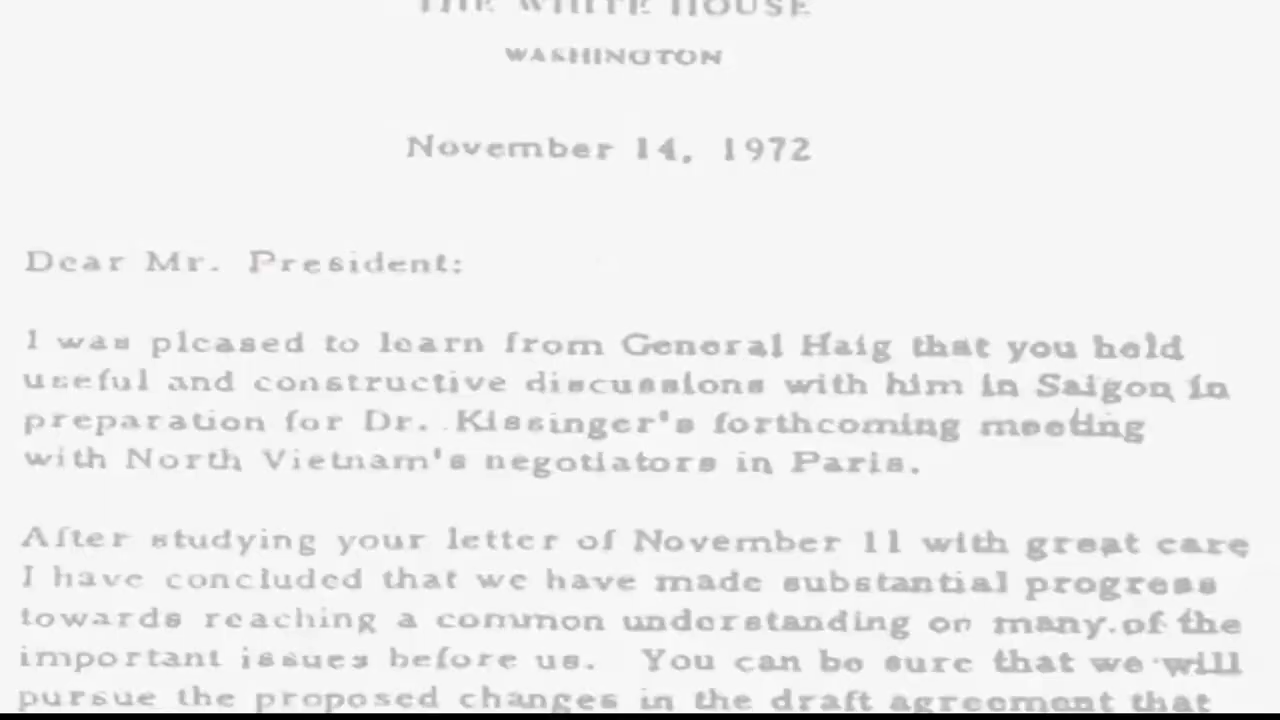 THE WHITE HOUSE
WASHINGTON
November 14, 1972
Dear Mr. President:
I was pleased to learn from General Haig that you held
useful and constructive discussions with him in Saigon in
preparation for Dr. Kissinger's forthcoming meeting
with North Vietnam's negotiators in Paris.
After studying your letter of November 11 with great care
I have concluded that we have made substantial progress
towards reaching a common understanding on many of the
important issues before us. You can be sure that we will
pursue the proposed changes in the draft agreement that